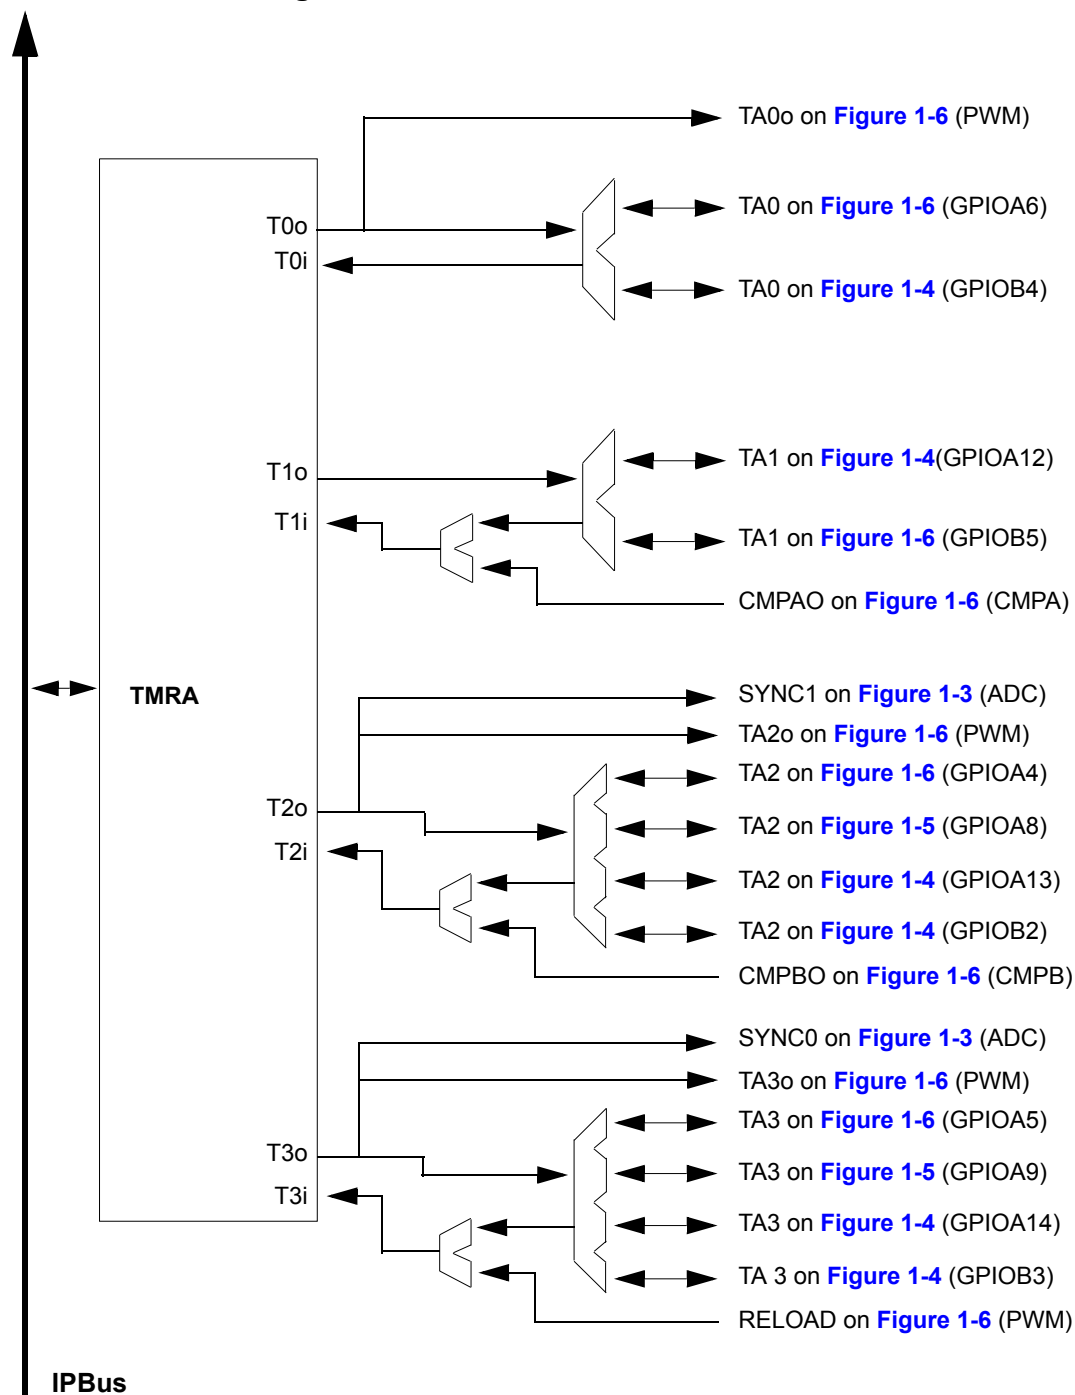 TA0o on Figure 1-6 (PWM)
T0o
TA0 on Figure 1-6 (GPIOA6)
T0i
TA0 on Figure 1-4 (GPIOB4)
T1o
TA1 on Figure 1-4(GPIOA12)
T1i
TA1 on Figure 1-6 (GPIOB5)
CMPAO on Figure 1-6 (CMPA)
TMRA
SYNC1 on Figure 1-3 (ADC)
TA2o on Figure 1-6 (PWM)
TA2 on Figure 1-6 (GPIOA4)
T2o
TA2 on Figure 1-5 (GPIOA8)
T2i
TA2 on Figure 1-4 (GPIOA13)
TA2 on Figure 1-4 (GPIOB2)
CMPBO on Figure 1-6 (CMPB)
SYNC0 on Figure 1-3 (ADC)
TA3o on Figure 1-6 (PWM)
TA3 on Figure 1-6 (GPIOA5)
T3o
TA3 on Figure 1-5 (GPIOA9)
T3i
TA3 on Figure 1-4 (GPIOA14)
TA 3 on Figure 1-4 (GPIOB3)
RELOAD on Figure 1-6 (PWM)
IPBus